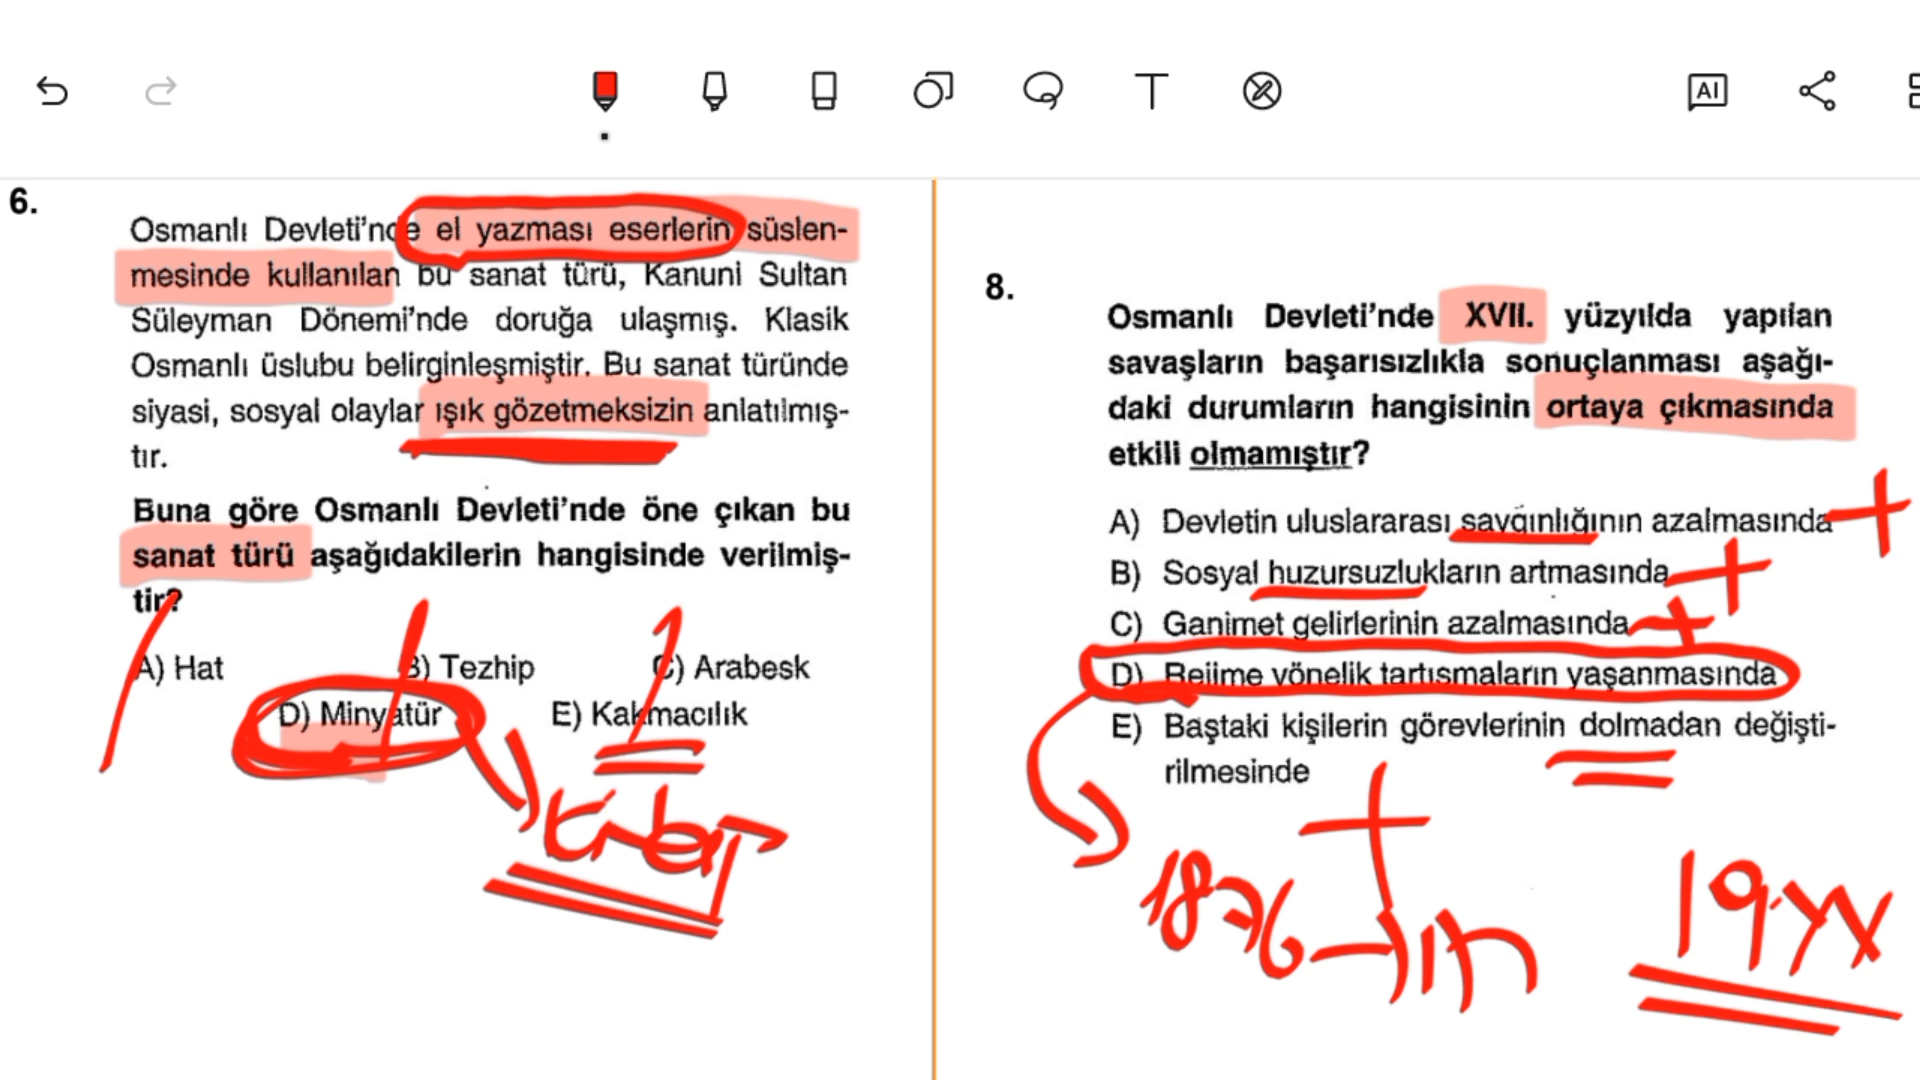 AI
6.
Osmanlı Devleti'nde el yazması eserlerin süslen-
mesinde kullanılan bu sanat türü, Kanuni Sultan
Süleyman Dönemi'nde doruğa ulaşmış. Klasik
Osmanlı üslubu belirginleşmiştir. Bu sanat türünde
siyasi, sosyal olaylar ışık gözetmeksizin anlatılmış-
tır.
Buna göre Osmanlı Devleti'nde öne çıkan bu
sanat türü aşağıdakilerin hangisinde verilmiş-
tir?
A) Hat B) Tezhip C) Arabesk
D) Minyatür E) Kakmacılık
8.
Osmanlı Devleti'nde XVII. yüzyılda yapılan
savaşların başarısızlıkla sonuçlanması aşağı-
daki durumların hangisinin ortaya çıkmasında
etkili olmamıştır?
A) Devletin uluslararası saygınlığının azalmasında
B) Sosyal huzursuzlukların artmasında
C) Ganimet gelirlerinin azalmasında
D) Rejime yönelik tartışmaların yaşanmasında
E) Baştaki kişilerin görevlerinin dolmadan değişti-
rilmesinde
1876
19.yy